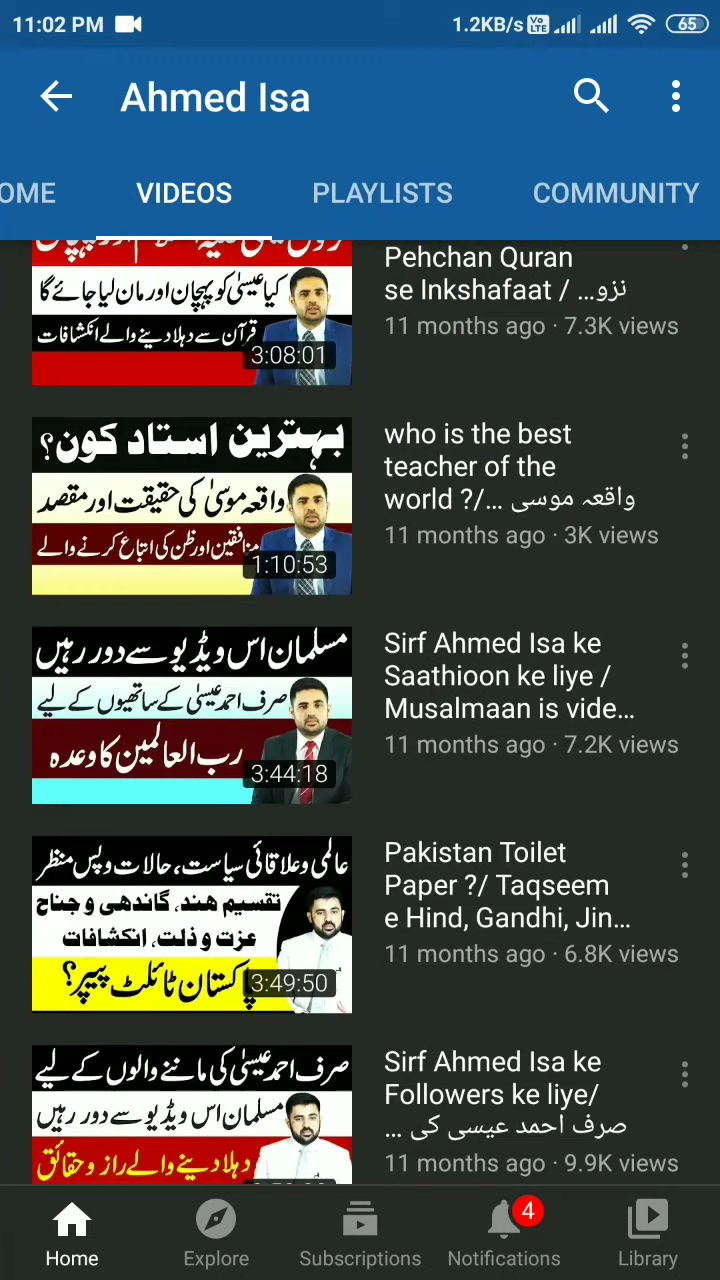 11:02 PM
1.2KB/s Vo LTE 65
Ahmed Isa
OME VIDEOS PLAYLISTS COMMUNITY
کیا عیسیٰ کو پہچان اور مان لیا جائے گا
قرآن سے دہلا دینے والے انکشافات
3:08:01
Pehchan Quran
se Inkshafaat / نزو...
11 months ago · 7.3K views
بہترین استاد کون؟
واقعہ موسیٰ کی حقیقت اور مقصد
منافقین اور ظن کی اتباع کرنے والے
1:10:53
who is the best
teacher of the
world ?/... واقعہ موسی
11 months ago · 3K views
مسلمان اس ویڈیو سے دور رہیں
صرف احمد عیسیٰ کے ساتھیوں کے لیے
رب العالمین کا وعدہ
3:44:18
Sirf Ahmed Isa ke
Saathioon ke liye /
Musalmaan is vide...
11 months ago · 7.2K views
عالمی و علاقائی سیاست، حالات و پس منظر
تقسیم ھند، گاندھی و جناح
عزت و ذلت، انکشافات
پاکستان ٹائلٹ پیپر؟
3:49:50
Pakistan Toilet
Paper ?/ Taqseem
e Hind, Gandhi, Jin...
11 months ago · 6.8K views
صرف احمد عیسیٰ کی ماننے والوں کے لیے
مسلمان اس ویڈیو سے دور رہیں
دہلا دینے والے راز و حقائق
Sirf Ahmed Isa ke
Followers ke liye/
صرف احمد عیسی کی ...
11 months ago · 9.9K views
4
Home Explore Subscriptions Notifications Library